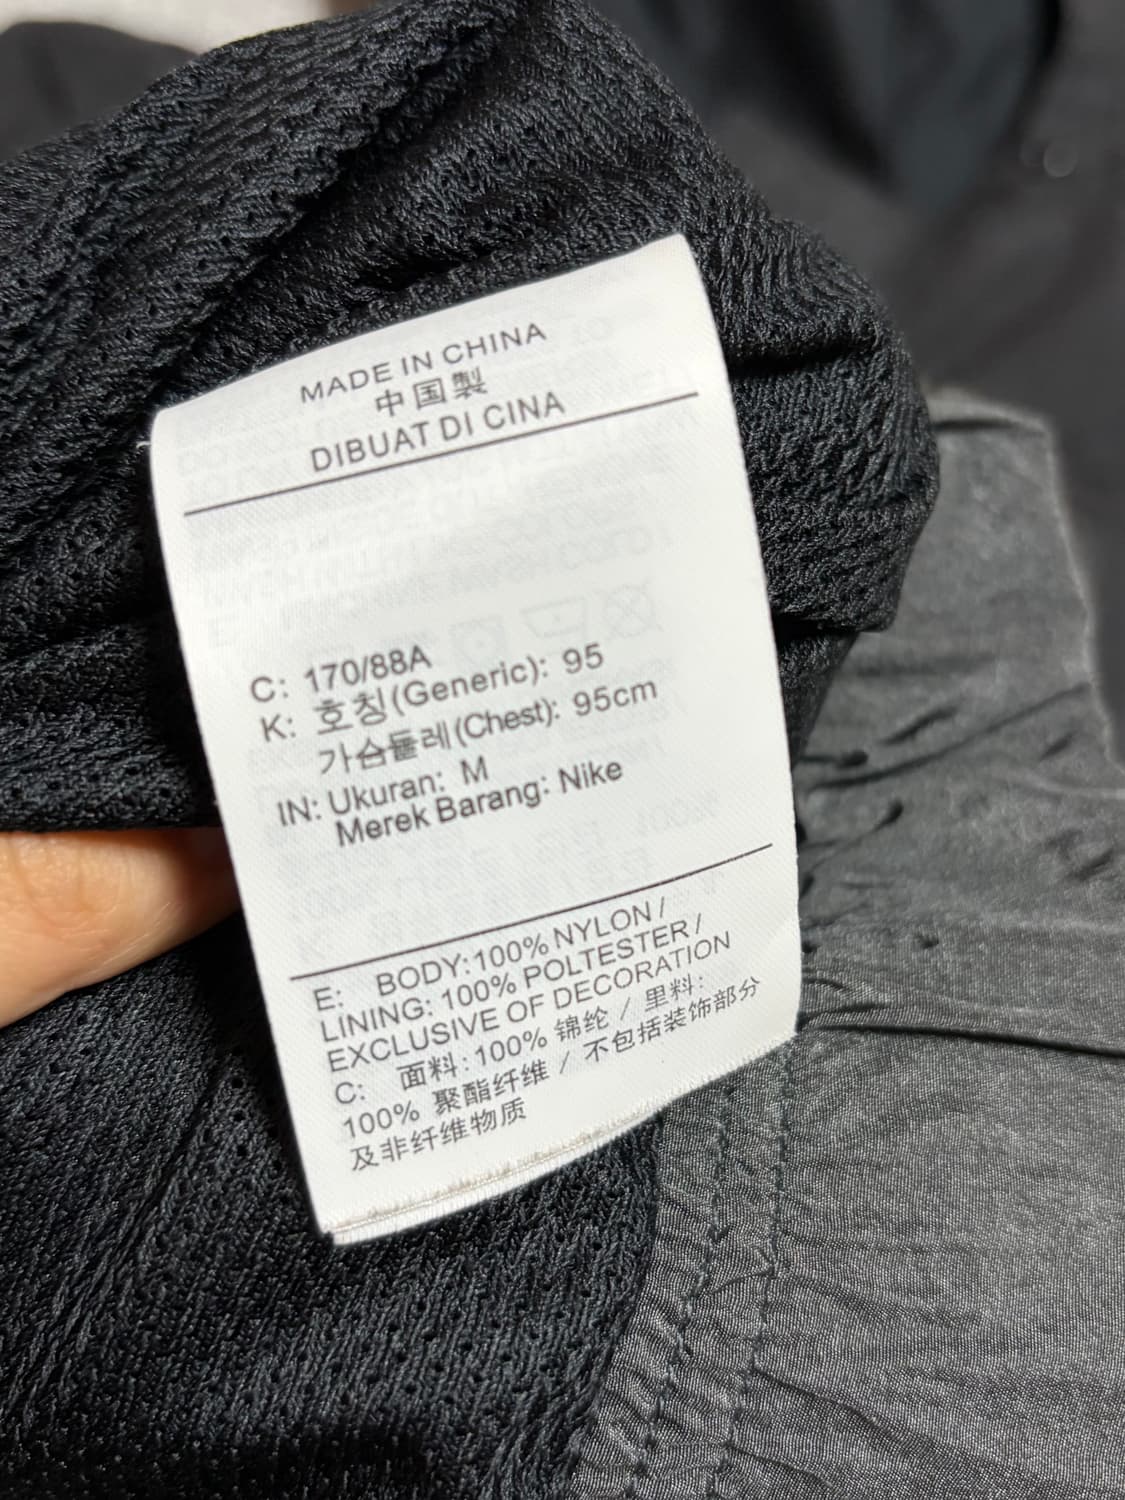 MADE IN CHINA
中国製
DIBUAT DI CINA
C: 170/88A
K: 호칭(Generic): 95
가슴둘레(Chest): 95cm
IN: Ukuran: M
Merek Barang: Nike
E: BODY:100% NYLON /
LINING: 100% POLTESTER /
EXCLUSIVE OF DECORATION
C: 面料:100% 锦纶 / 里料:
100% 聚酯纤维 / 不包括装饰部分
及非纤维物质